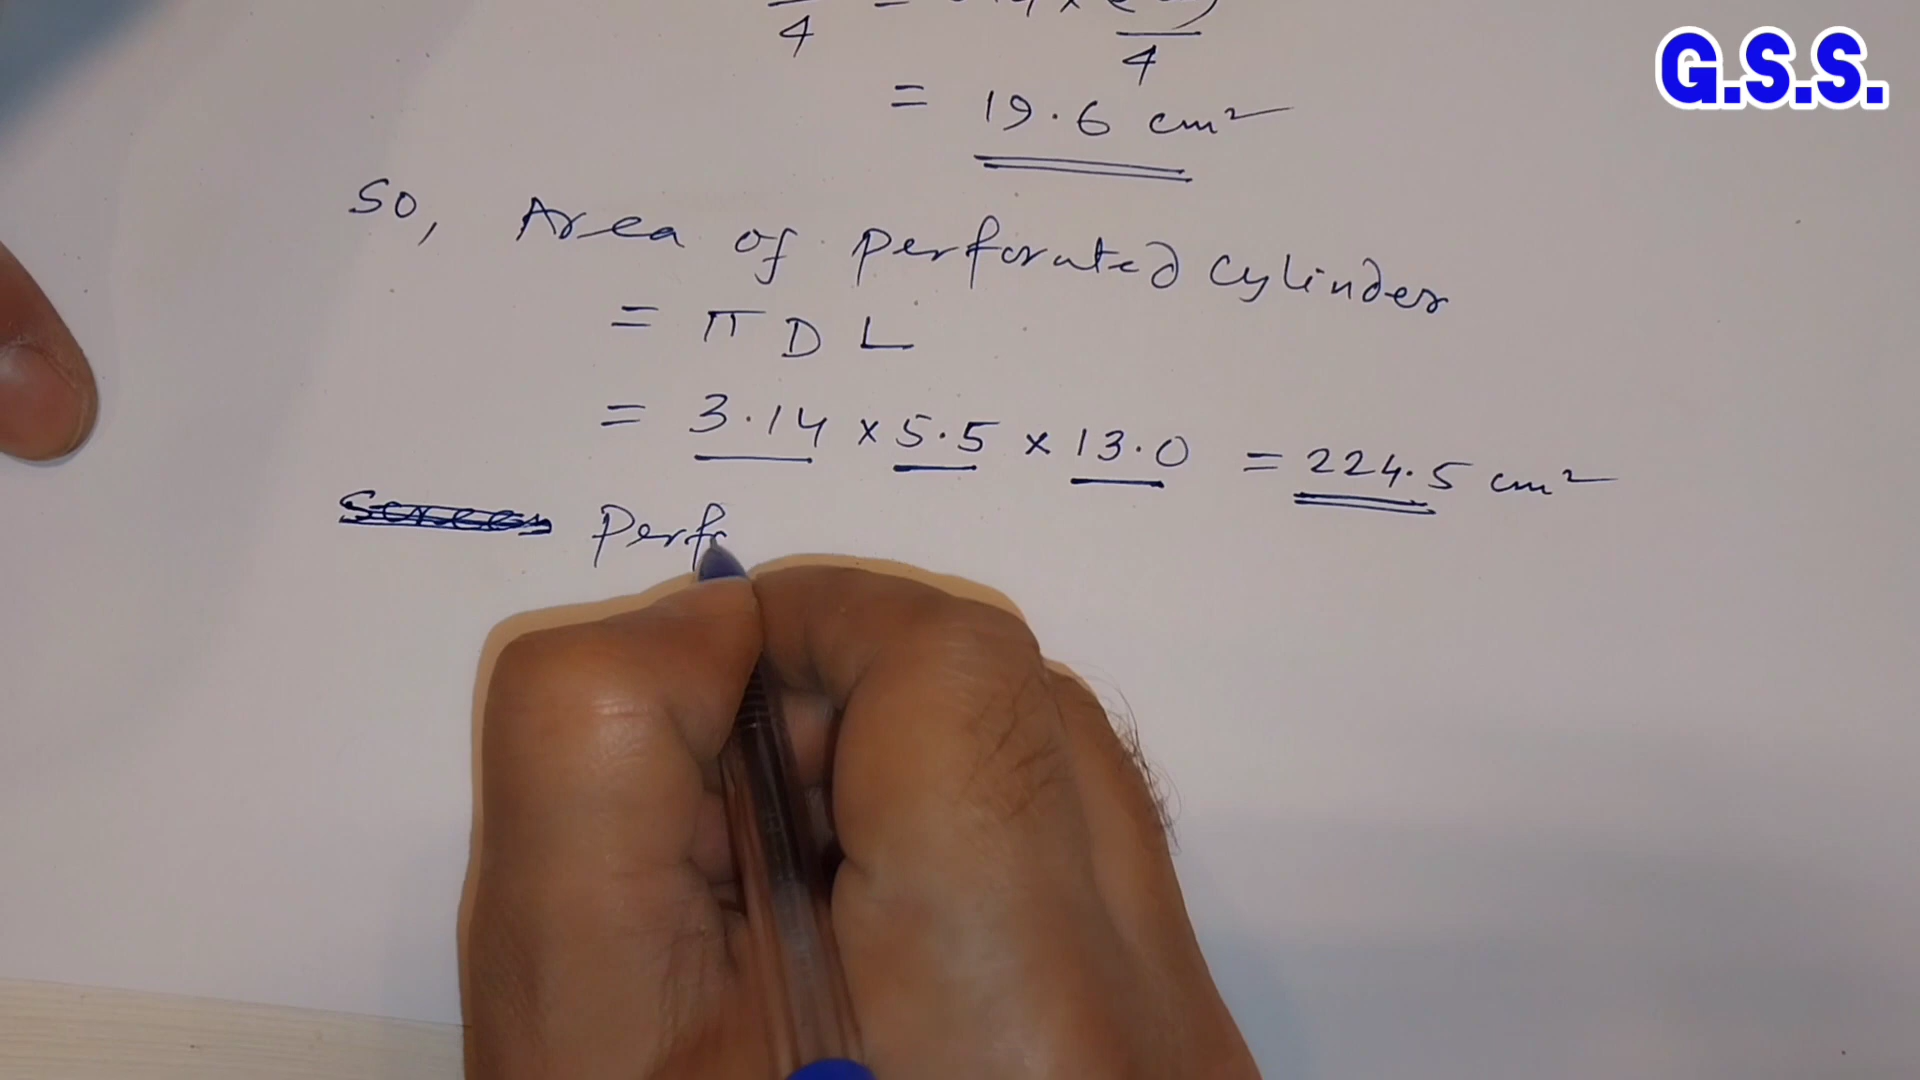 G.S.S.
4 4
= 19.6 cm²
So, Area of perforated cylinder
= π D L
= 3.14 × 5.5 × 13.0 = 224.5 cm²
Perf